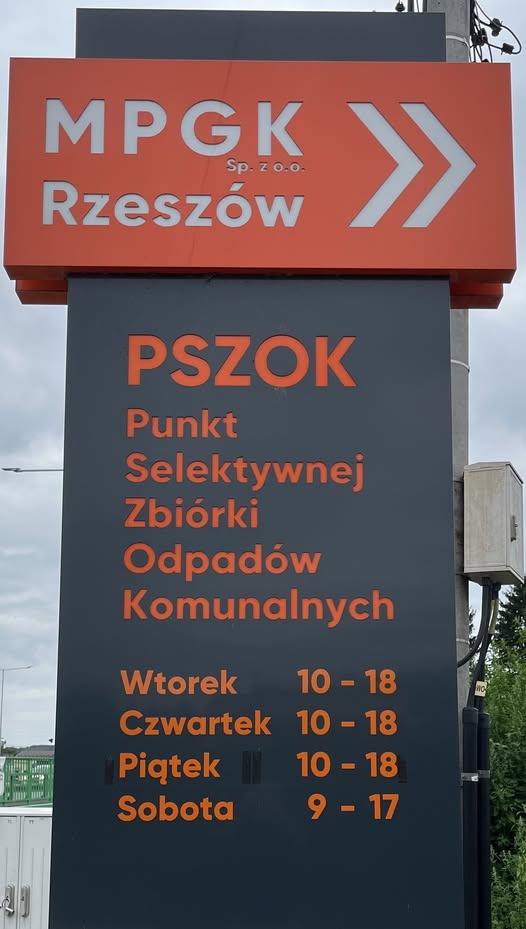 MPGK
Sp. z o.o.
Rzeszów
PSZOK
Punkt
Selektywnej
Zbiórki
Odpadów
Komunalnych
Wtorek 10 - 18
Czwartek 10 - 18
Piątek 10 - 18
Sobota 9 - 17